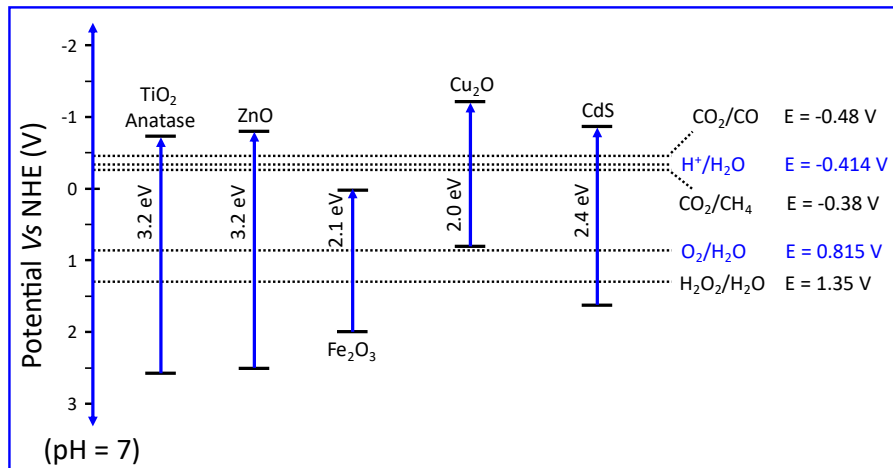 Potential Vs NHE (V)
-2
-1
0
1
2
3
(pH = 7)
TiO₂
Anatase
3.2 eV
ZnO
3.2 eV
2.1 eV
Fe₂O₃
Cu₂O
2.0 eV
CdS
2.4 eV
CO₂/CO E = -0.48 V
H⁺/H₂O E = -0.414 V
CO₂/CH₄ E = -0.38 V
O₂/H₂O E = 0.815 V
H₂O₂/H₂O E = 1.35 V